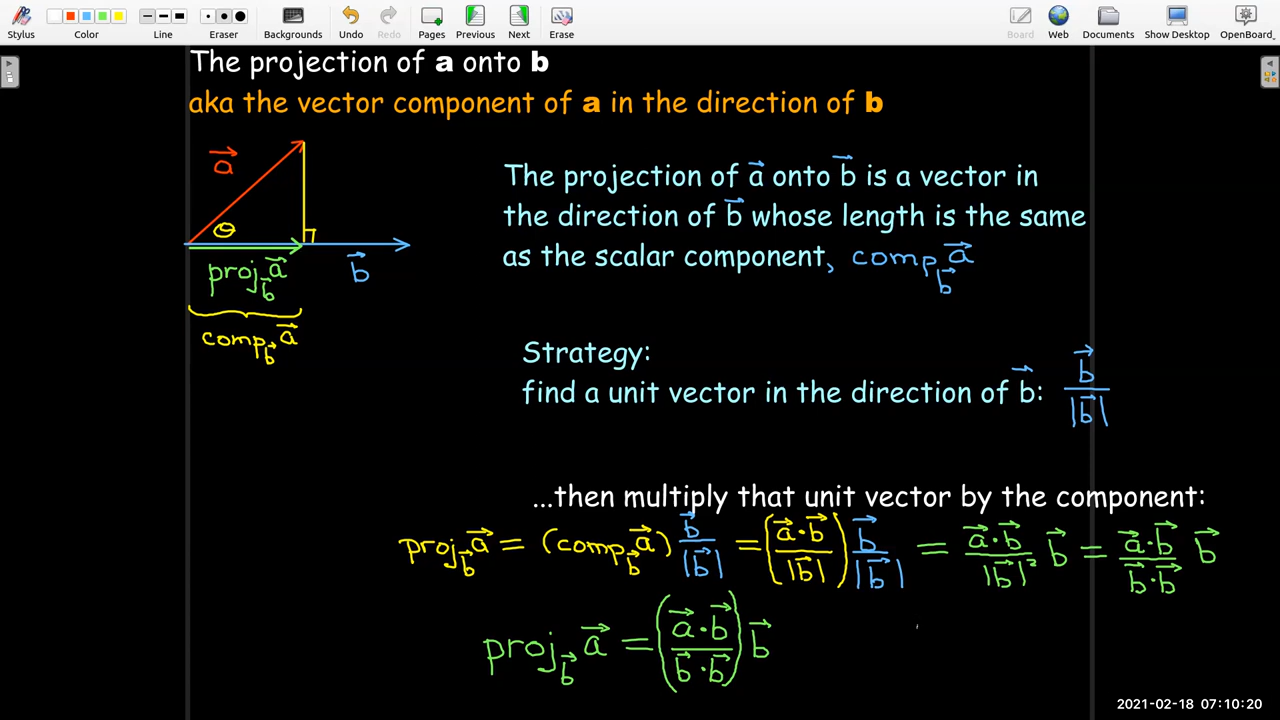 Stylus Color Line Eraser Backgrounds Undo Redo Pages Previous Next Erase Board Web Documents Show Desktop OpenBoard
The projection of a onto b
aka the vector component of a in the direction of b
a⃗
θ
proj_b⃗ a⃗
b⃗
comp_b⃗ a⃗
The projection of a⃗ onto b⃗ is a vector in
the direction of b⃗ whose length is the same
as the scalar component, comp_b⃗ a⃗
Strategy:
find a unit vector in the direction of b⃗: b⃗/|b⃗|
...then multiply that unit vector by the component:
proj_b⃗ a⃗ = (comp_b⃗ a⃗) b⃗/|b⃗| = (a⃗·b⃗/|b⃗|) b⃗/|b⃗| = a⃗·b⃗/|b⃗|² b⃗ = a⃗·b⃗/b⃗·b⃗ b⃗
proj_b⃗ a⃗ = (a⃗·b⃗/b⃗·b⃗) b⃗
2021-02-18 07:10:20